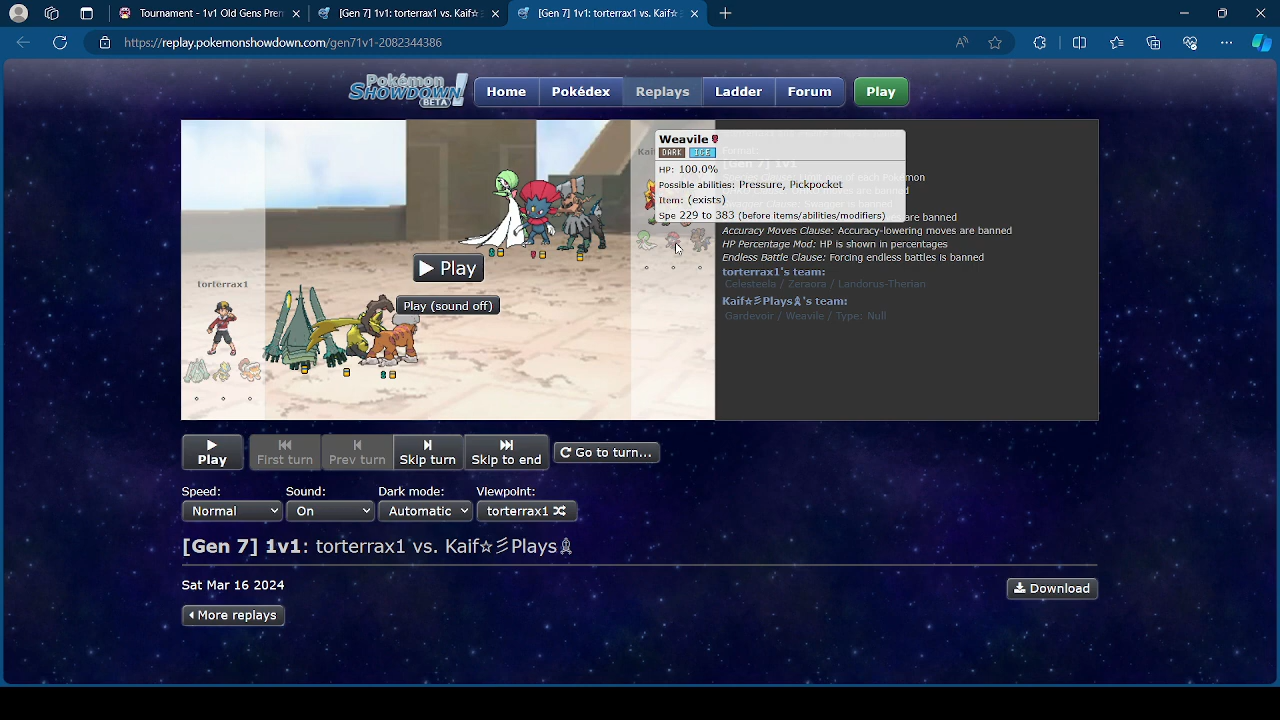 Tournament - 1v1 Old Gens Prem
[Gen 7] 1v1: torterrax1 vs. Kaif☆
[Gen 7] 1v1: torterrax1 vs. Kaif☆
https://replay.pokemonshowdown.com/gen71v1-2082344386
Pokémon
SHOWDOWN!
BETA
Home
Pokédex
Replays
Ladder
Forum
Play
Weavile
DARK ICE
HP: 100.0%
Possible abilities: Pressure, Pickpocket
Item: (exists)
Spe 229 to 383 (before items/abilities/modifiers)
Format:
[Gen 7] 1v1
are banned
Accuracy Moves Clause: Accuracy-lowering moves are banned
HP Percentage Mod: HP is shown in percentages
Endless Battle Clause: Forcing endless battles is banned
torterrax1's team:
Celesteela / Zeraora / Landorus-Therian
Kaif☆彡Plays♗'s team:
Gardevoir / Weavile / Type: Null
torterrax1
Play
Play (sound off)
Play
First turn
Prev turn
Skip turn
Skip to end
Go to turn...
Speed:
Sound:
Dark mode:
Viewpoint:
Normal
On
Automatic
torterrax1
[Gen 7] 1v1: torterrax1 vs. Kaif☆彡Plays♗
Sat Mar 16 2024
Download
More replays